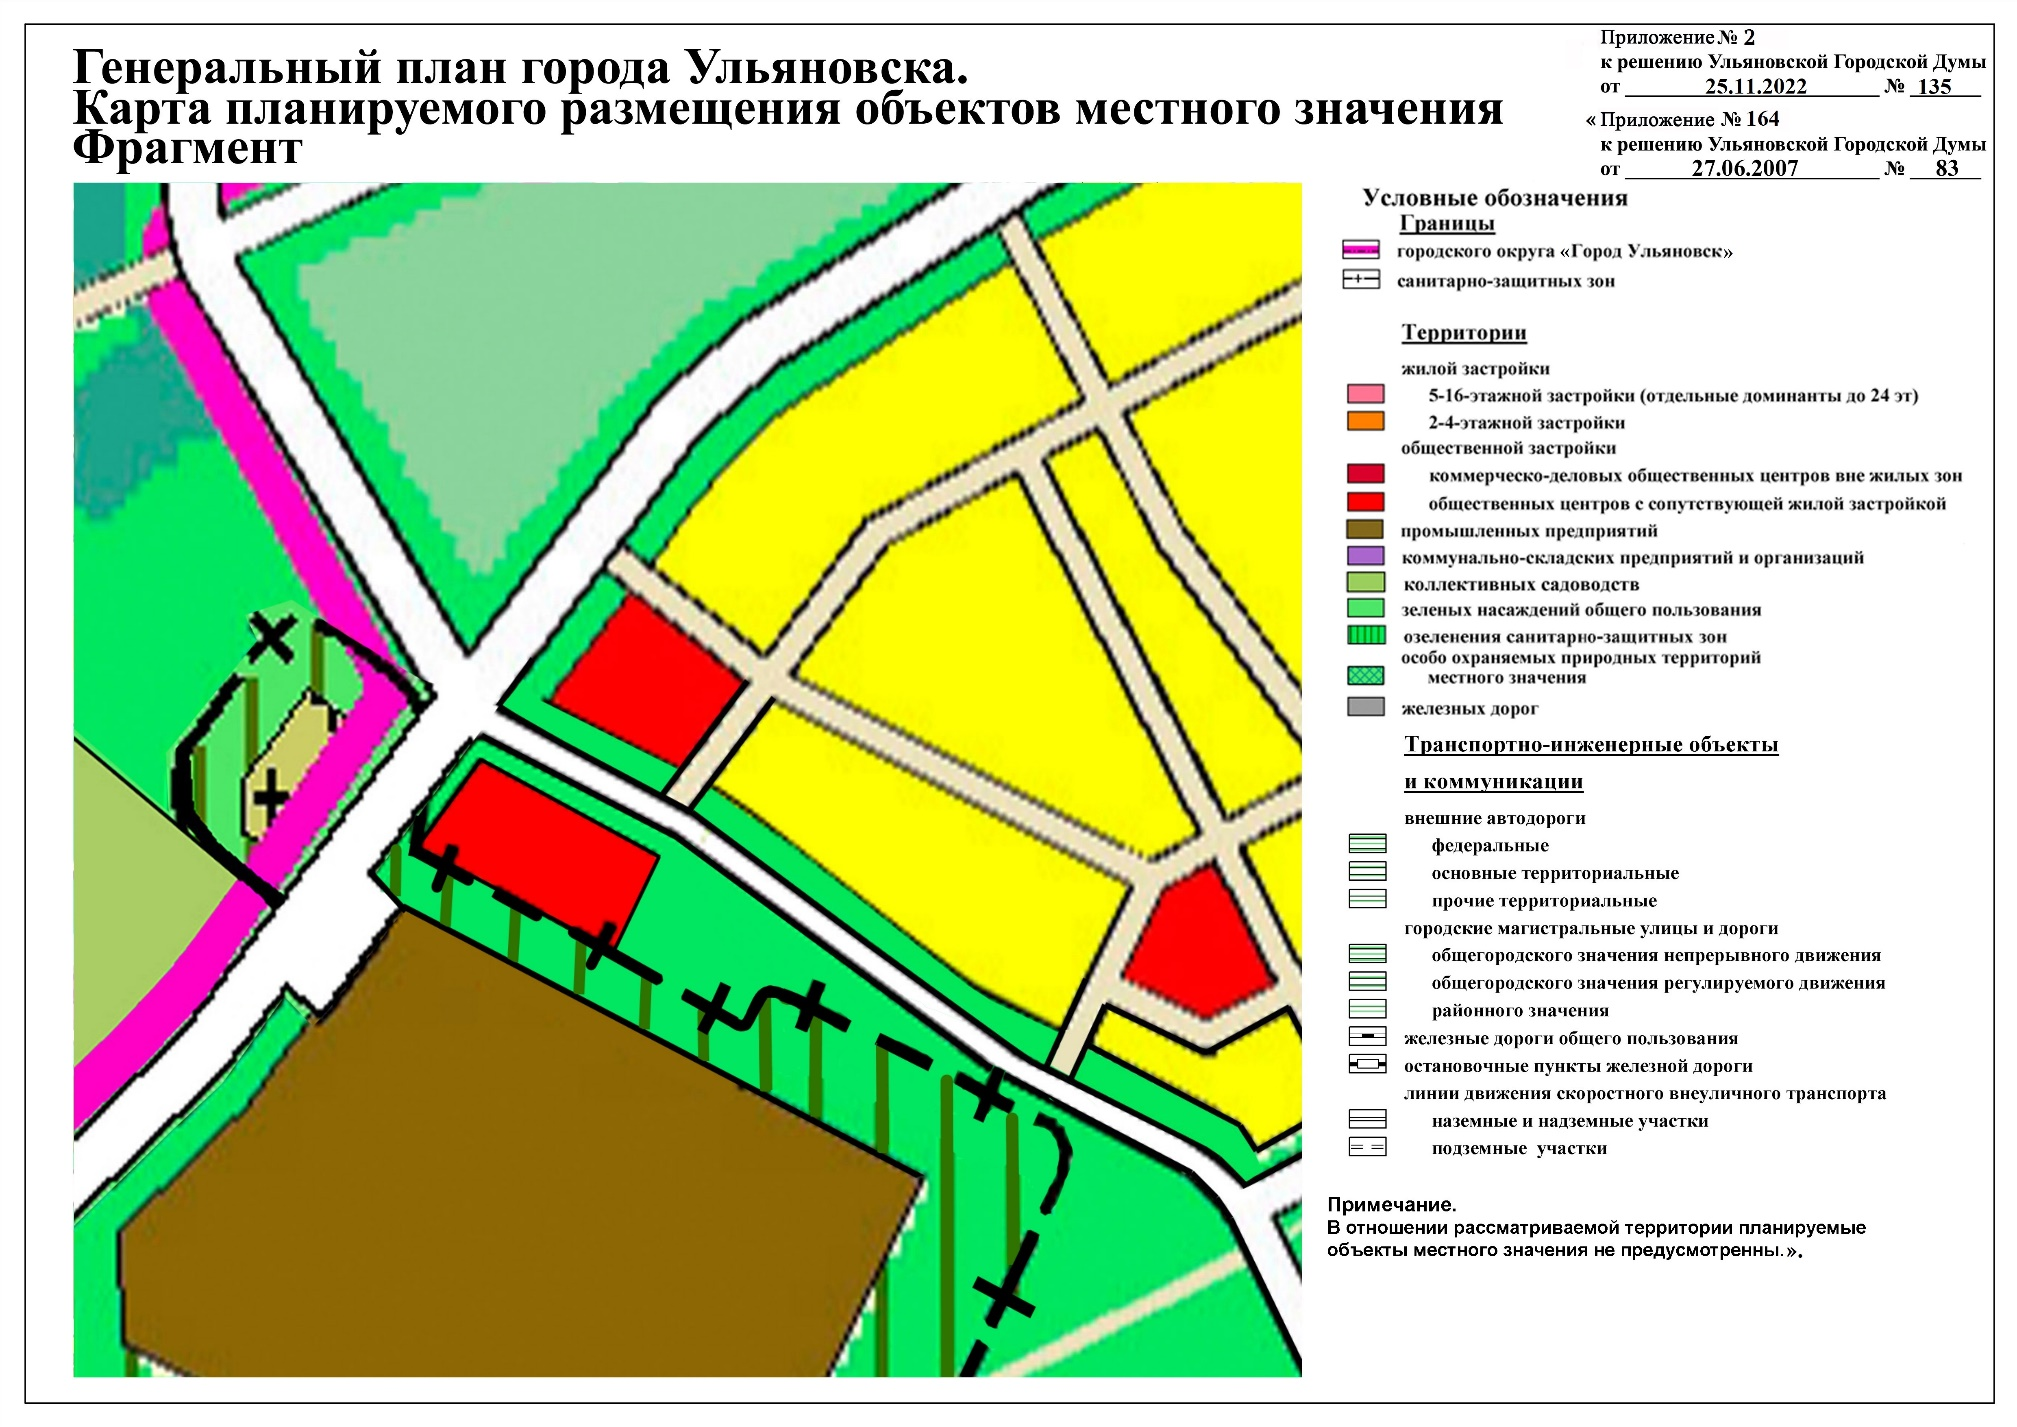 Генеральный план города Ульяновска.
Карта планируемого размещения объектов местного значения
Фрагмент
Приложение № 2
к решению Ульяновской Городской Думы
от 25.11.2022 № 135
« Приложение № 164
к решению Ульяновской Городской Думы
от 27.06.2007 № 83
Условные обозначения
Границы
городского округа «Город Ульяновск»
санитарно-защитных зон
Территории
жилой застройки
5-16-этажной застройки (отдельные доминанты до 24 эт)
2-4-этажной застройки
общественной застройки
коммерческо-деловых общественных центров вне жилых зон
общественных центров с сопутствующей жилой застройкой
промышленных предприятий
коммунально-складских предприятий и организаций
коллективных садоводств
зеленых насаждений общего пользования
озеленения санитарно-защитных зон
особо охраняемых природных территорий
местного значения
железных дорог
Транспортно-инженерные объекты
и коммуникации
внешние автодороги
федеральные
основные территориальные
прочие территориальные
городские магистральные улицы и дороги
общегородского значения непрерывного движения
общегородского значения регулируемого движения
районного значения
железные дороги общего пользования
остановочные пункты железной дороги
линии движения скоростного внеуличного транспорта
наземные и надземные участки
подземные участки
Примечание.
В отношении рассматриваемой территории планируемые
объекты местного значения не предусмотренны.».